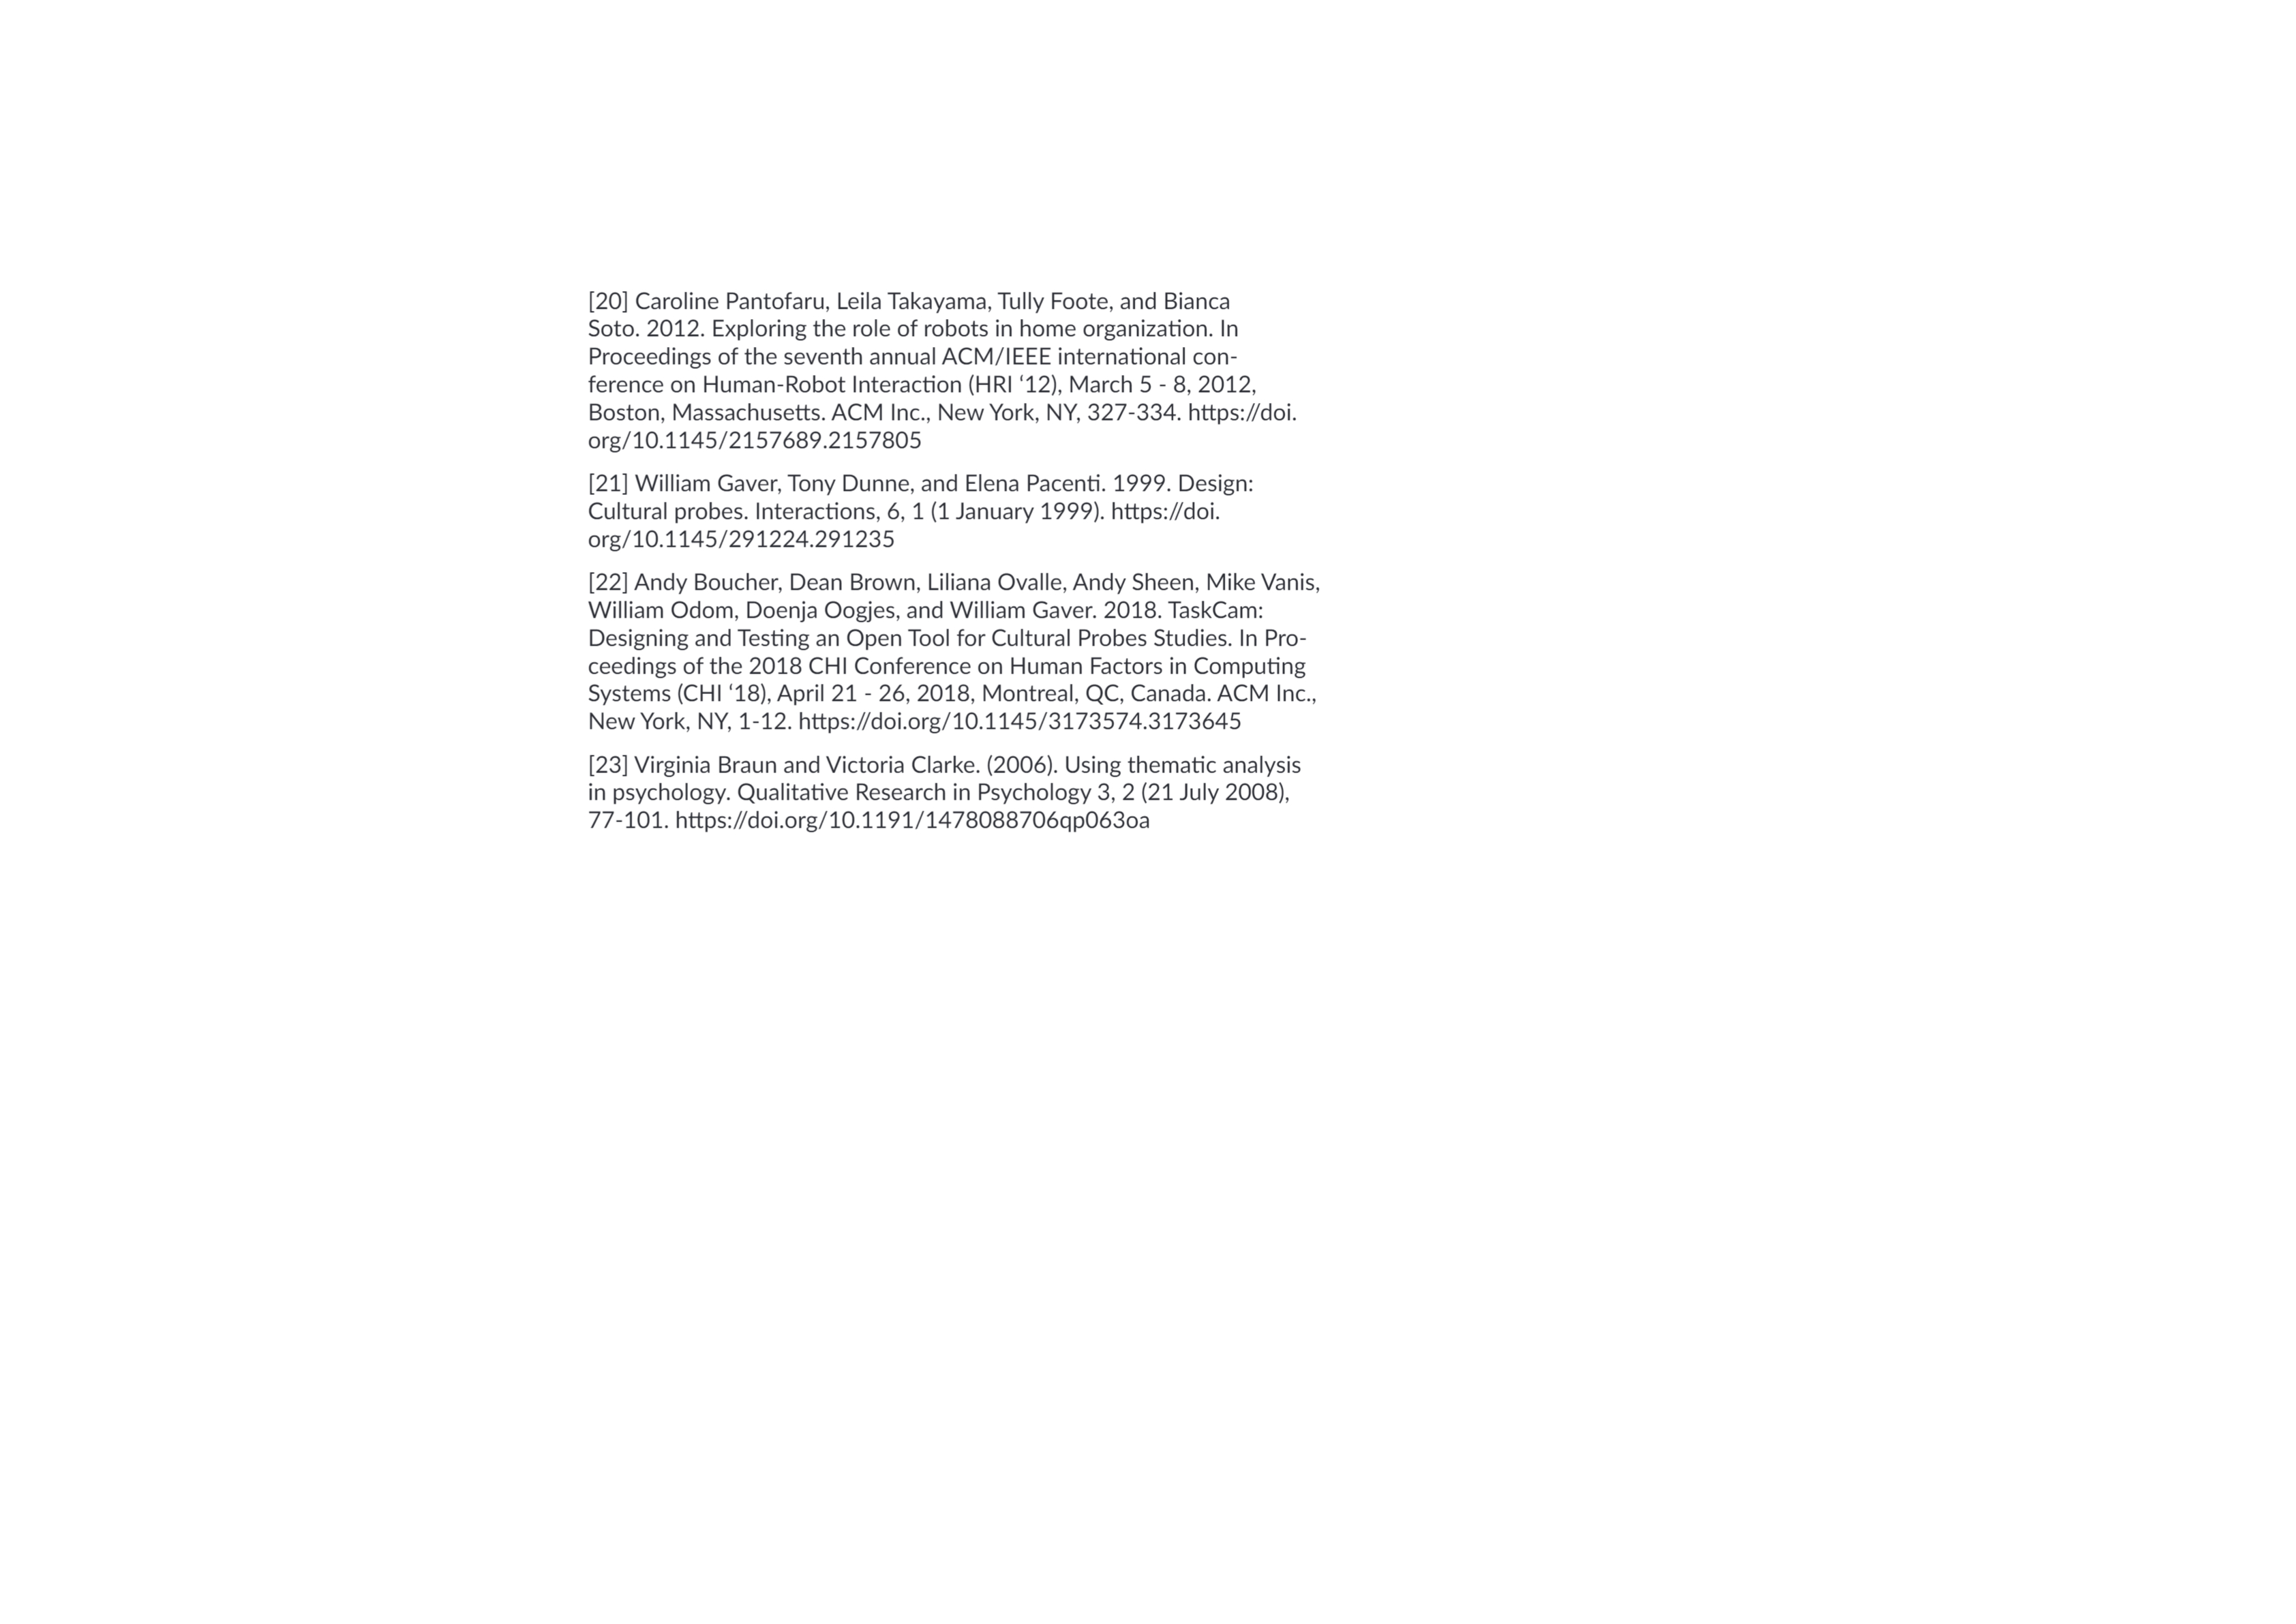 [20] Caroline Pantofaru, Leila Takayama, Tully Foote, and Bianca
Soto. 2012. Exploring the role of robots in home organization. In
Proceedings of the seventh annual ACM/IEEE international con-
ference on Human-Robot Interaction (HRI ‘12), March 5 - 8, 2012,
Boston, Massachusetts. ACM Inc., New York, NY, 327-334. https://doi.
org/10.1145/2157689.2157805
[21] William Gaver, Tony Dunne, and Elena Pacenti. 1999. Design:
Cultural probes. Interactions, 6, 1 (1 January 1999). https://doi.
org/10.1145/291224.291235
[22] Andy Boucher, Dean Brown, Liliana Ovalle, Andy Sheen, Mike Vanis,
William Odom, Doenja Oogjes, and William Gaver. 2018. TaskCam:
Designing and Testing an Open Tool for Cultural Probes Studies. In Pro-
ceedings of the 2018 CHI Conference on Human Factors in Computing
Systems (CHI ‘18), April 21 - 26, 2018, Montreal, QC, Canada. ACM Inc.,
New York, NY, 1-12. https://doi.org/10.1145/3173574.3173645
[23] Virginia Braun and Victoria Clarke. (2006). Using thematic analysis
in psychology. Qualitative Research in Psychology 3, 2 (21 July 2008),
77-101. https://doi.org/10.1191/1478088706qp063oa